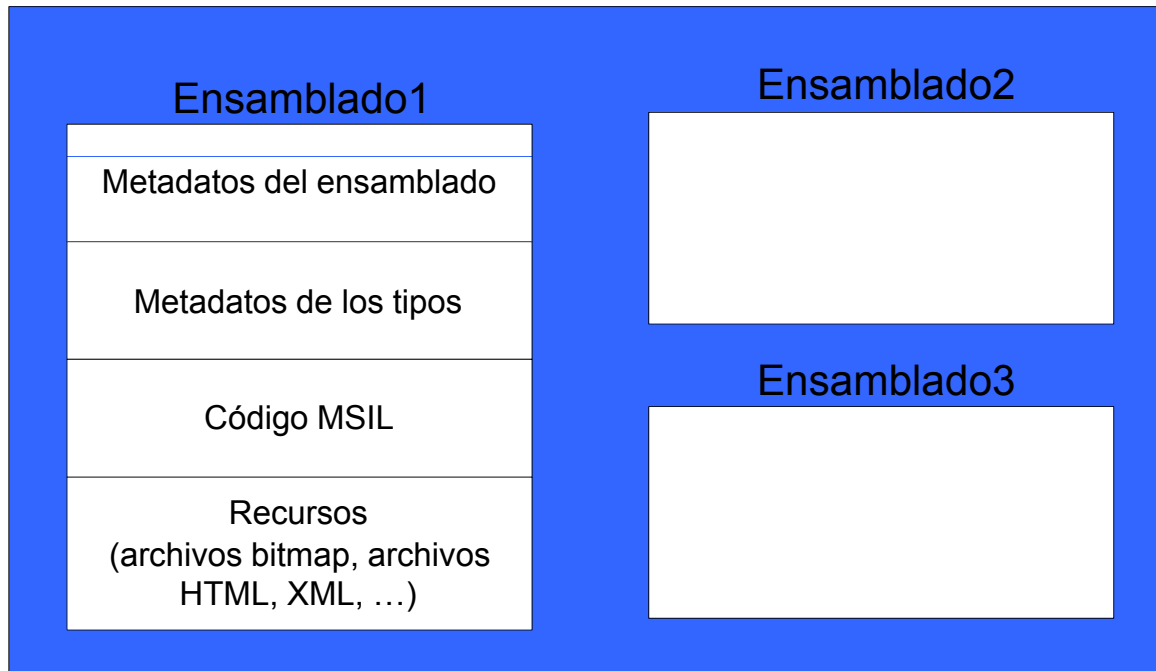 Ensamblado1
Metadatos del ensamblado
Metadatos de los tipos
Código MSIL
Recursos
(archivos bitmap, archivos
HTML, XML, …)
Ensamblado2
Ensamblado3